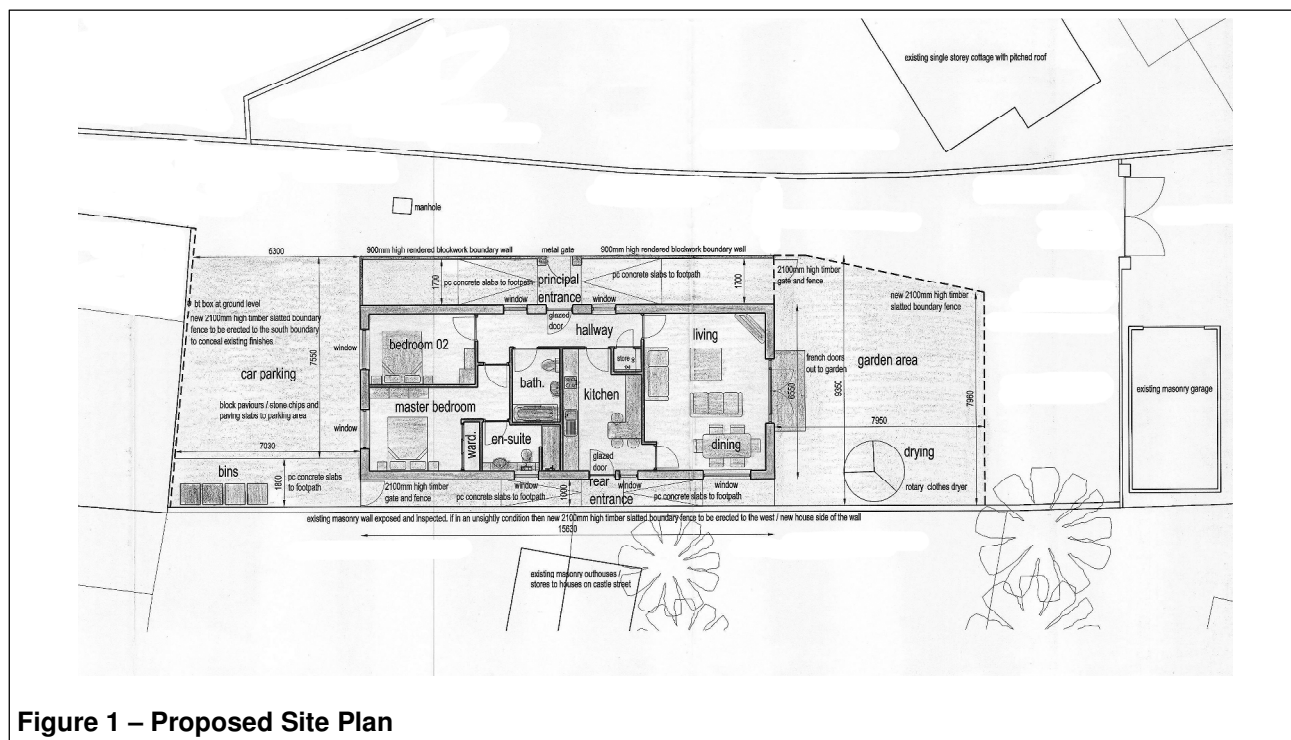 existing single storey cottage with pitched roof
manhole
6300
900mm high rendered blockwork boundary wall
metal gate
900mm high rendered blockwork boundary wall
1700
pc concrete slabs to footpath
principal
entrance
pc concrete slabs to footpath
1700
2100mm high timber
gate and fence
new 2100mm high timber
slatted boundary fence
bt box at ground level
new 2100mm high timber slatted boundary
fence to be erected to the south boundary
to conceal existing finishes
7550
car parking
block paviours / stone chips and
paving slabs to parking area
7030
window
window
window
glazed
door
window
bedroom 02
hallway
living
store
bath.
kitchen
master bedroom
ward.
en-suite
dining
glazed
door
6550
french doors
out to garden
9350
garden area
7960
7950
drying
rotary clothes dryer
existing masonry garage
bins
1800
pc concrete slabs
to footpath
2100mm high timber
gate and fence
window
pc concrete slabs to footpath
1000
rear
entrance
window
pc concrete slabs to footpath
window
existing masonry wall exposed and inspected. if in an unsightly condition then new 2100mm high timber slatted boundary fence to be erected to the west / new house side of the wall
15630
existing masonry outhouses /
stores to houses on castle street
Figure 1 – Proposed Site Plan